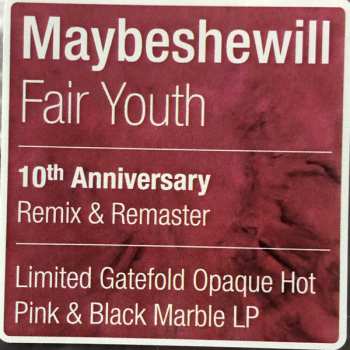 Maybeshewill
Fair Youth
10th Anniversary
Remix & Remaster
Limited Gatefold Opaque Hot
Pink & Black Marble LP